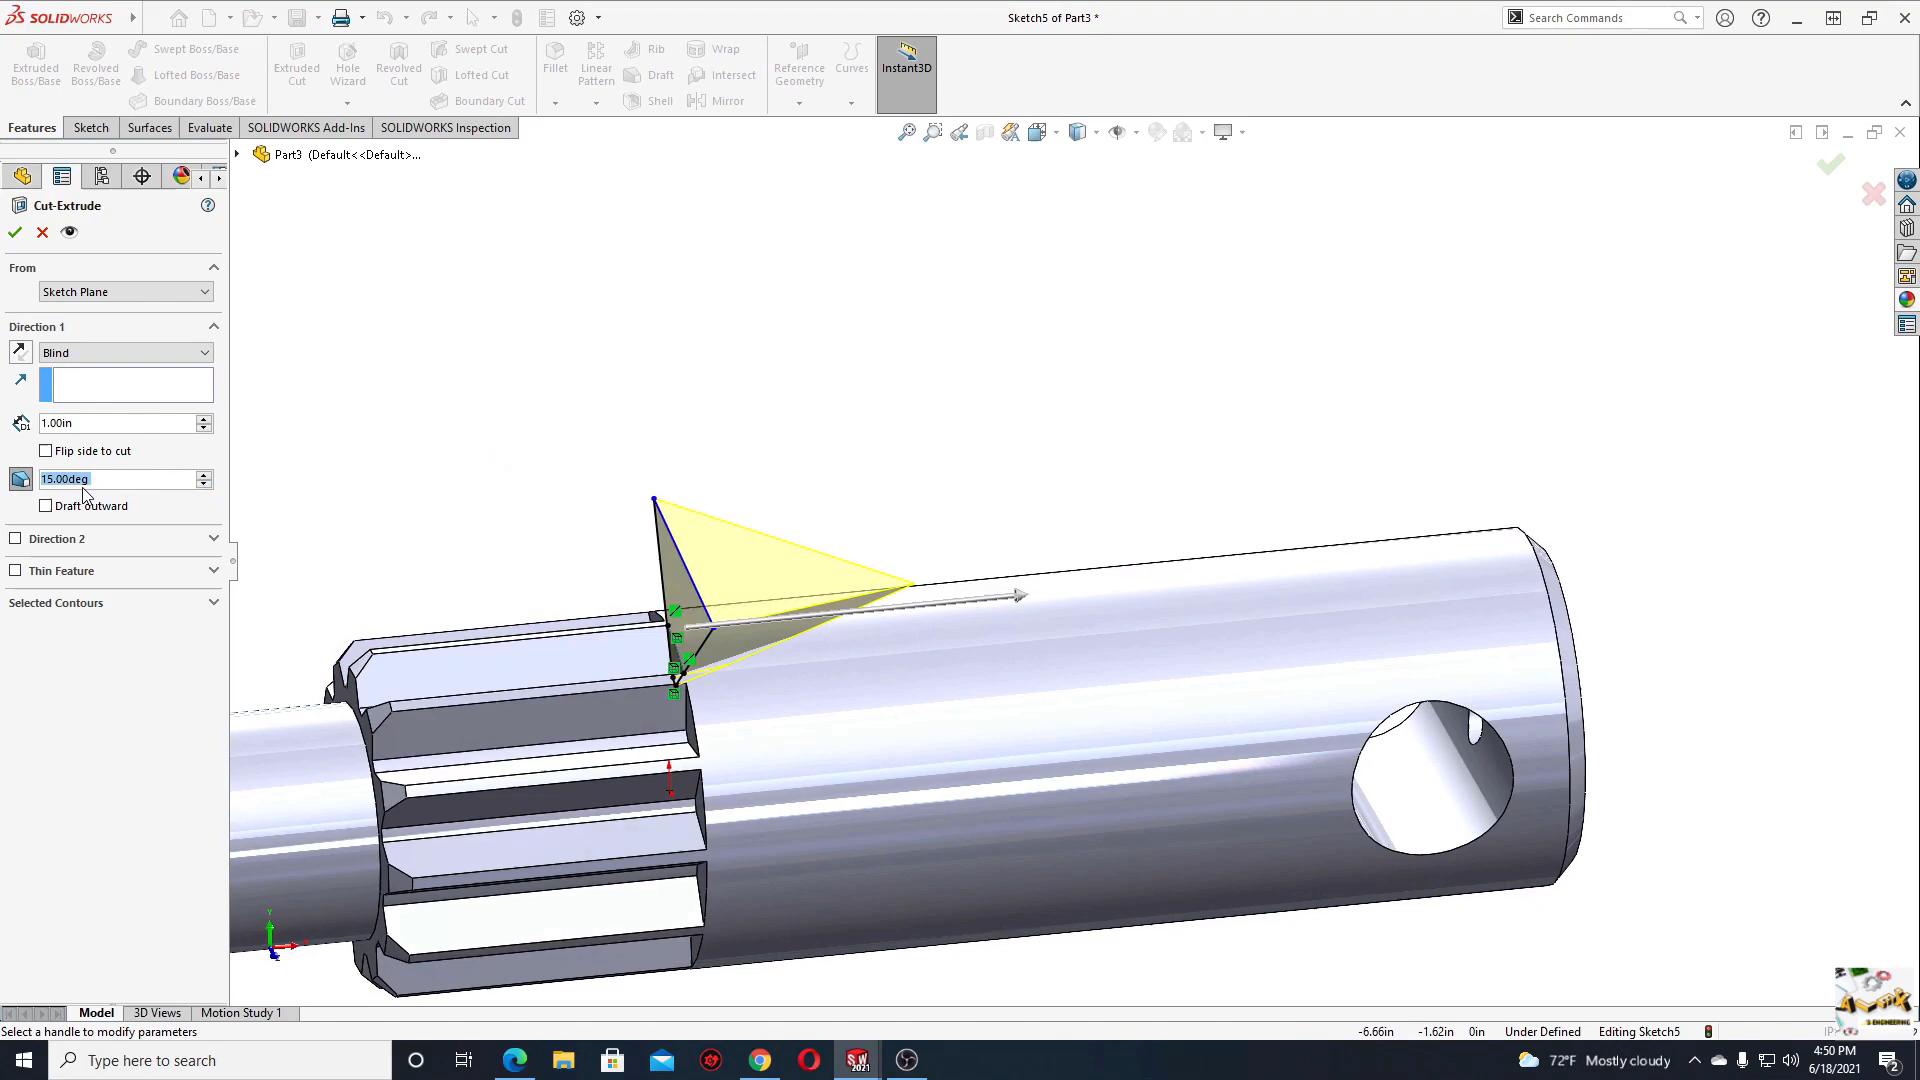 SOLIDWORKS
Sketch5 of Part3 *
Search Commands
Extruded Boss/Base
Revolved Boss/Base
Swept Boss/Base
Lofted Boss/Base
Boundary Boss/Base
Extruded Cut
Hole Wizard
Revolved Cut
Swept Cut
Lofted Cut
Boundary Cut
Fillet
Linear Pattern
Rib
Draft
Shell
Wrap
Intersect
Mirror
Reference Geometry
Curves
Instant3D
Features
Sketch
Surfaces
Evaluate
SOLIDWORKS Add-Ins
SOLIDWORKS Inspection
Part3 (Default<<Default>...
Cut-Extrude
From
Sketch Plane
Direction 1
Blind
1.00in
Flip side to cut
15.00deg
Draft outward
Direction 2
Thin Feature
Selected Contours
Model
3D Views
Motion Study 1
Select a handle to modify parameters
-6.66in
-1.62in
0in
Under Defined
Editing Sketch5
Type here to search
72°F Mostly cloudy
4:50 PM
6/18/2021